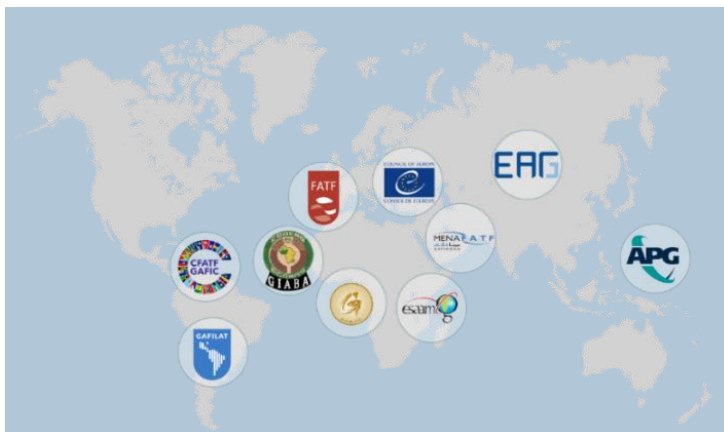 FATF
COUNCIL OF EUROPE
CONSEIL DE L'EUROPE
EAG
MENAFATF
CFATF
GAFIC
GIABA
APG
esaamlg
GAFILAT